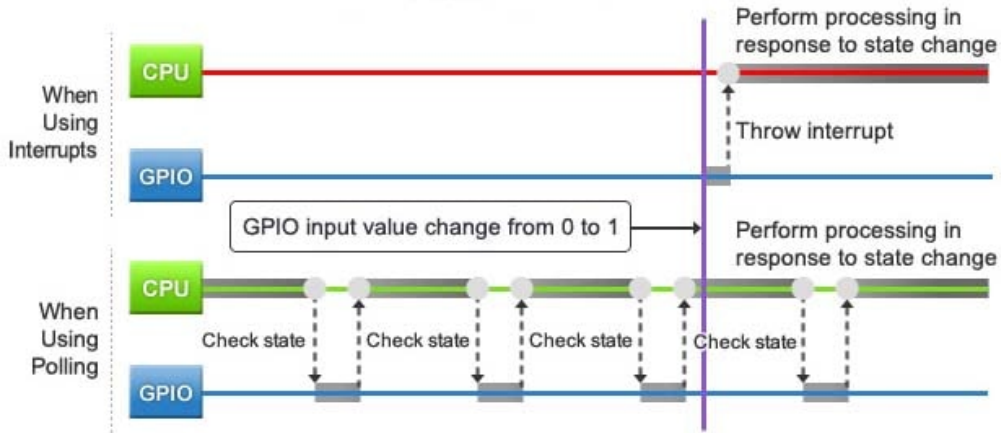 Perform processing in
response to state change
CPU
When
Using
Interrupts
Throw interrupt
GPIO
GPIO input value change from 0 to 1
Perform processing in
response to state change
CPU
When
Using
Polling
Check state
Check state
Check state
Check state
GPIO